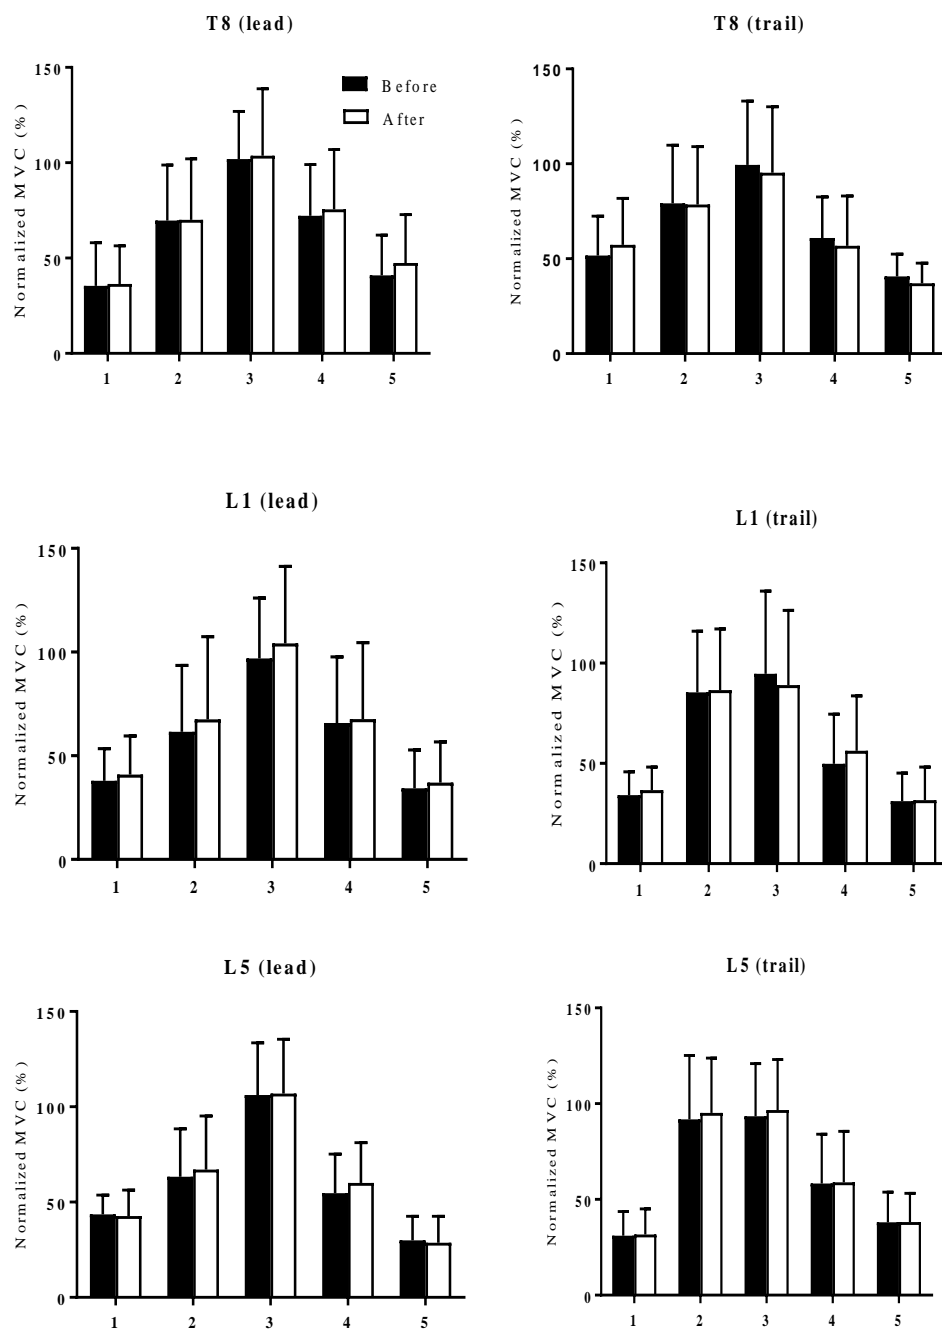 T8 (lead)
Normalized MVC (%)
150
100
50
0
Before
After
1 2 3 4 5
T8 (trail)
Normalized MVC (%)
150
100
50
0
1 2 3 4 5
L1 (lead)
Normalized MVC (%)
150
100
50
0
1 2 3 4 5
L1 (trail)
Normalized MVC (%)
150
100
50
0
1 2 3 4 5
L5 (lead)
Normalized MVC (%)
150
100
50
0
1 2 3 4 5
L5 (trail)
Normalized MVC (%)
150
100
50
0
1 2 3 4 5